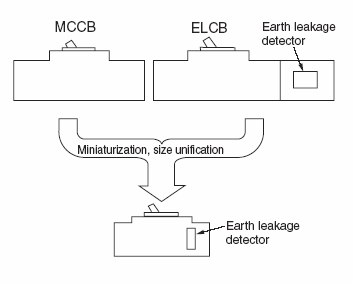 MCCB
ELCB
Earth leakage
detector
Miniaturization, size unification
Earth leakage
detector